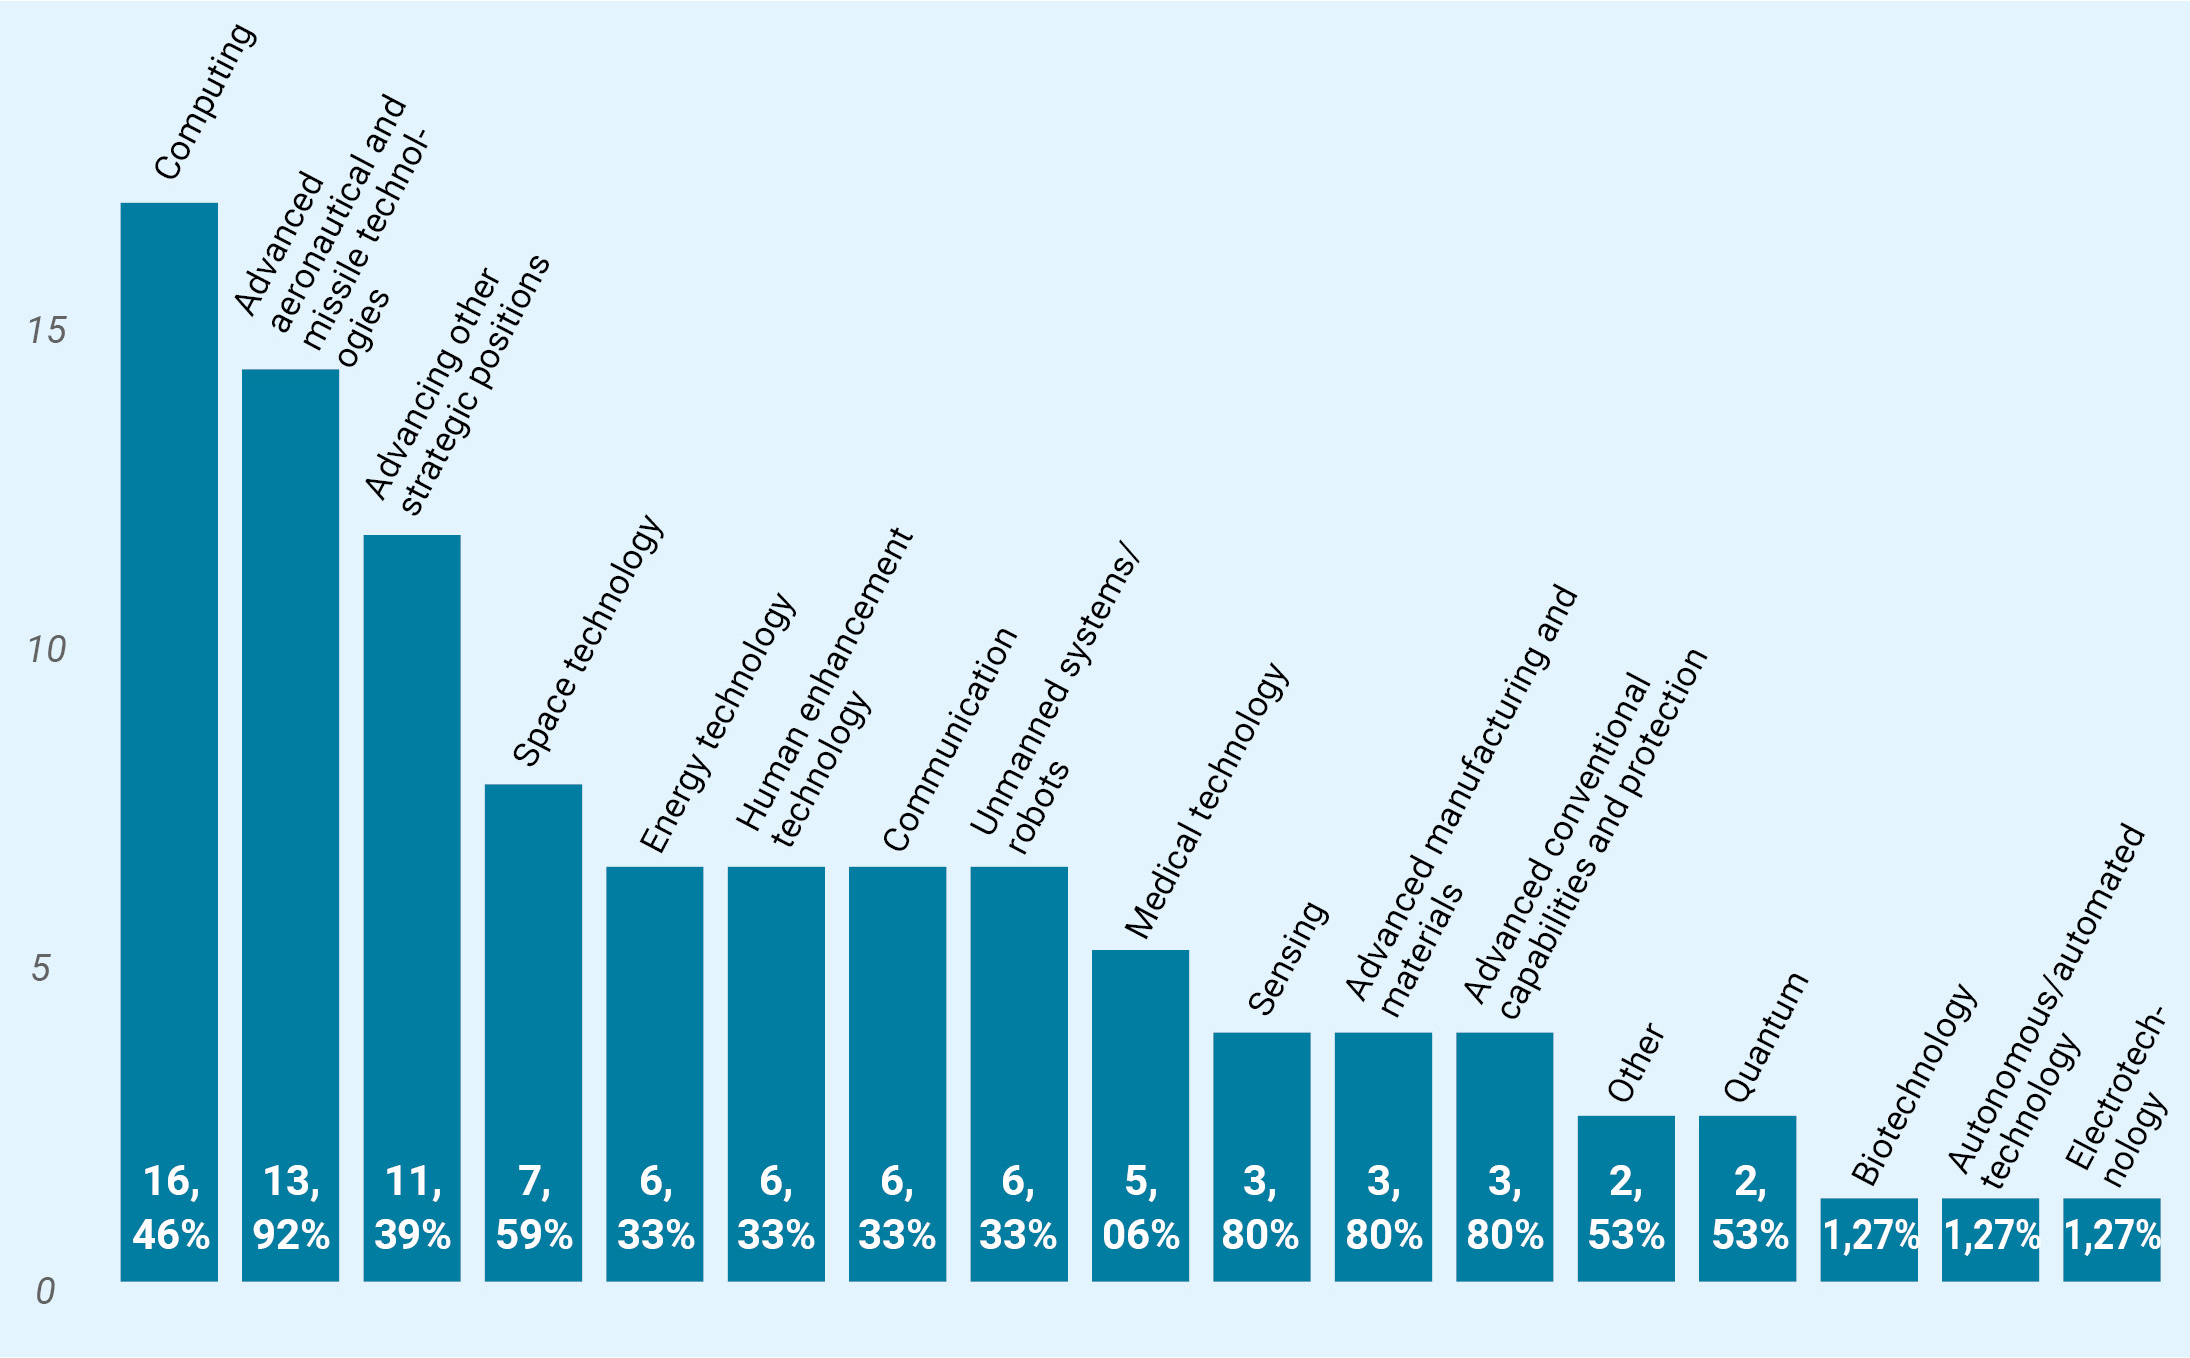 Computing
Advanced
aeronautical and
missile technol-
ogies
Advancing other
strategic positions
Space technology
Energy technology
Human enhancement
technology
Communication
Unmanned systems/
robots
Medical technology
Sensing
Advanced manufacturing and
materials
Advanced conventional
capabilities and protection
Other
Quantum
Biotechnology
Autonomous/automated
technology
Electrotech-
nology
15
10
5
0
16,
46%
13,
92%
11,
39%
7,
59%
6,
33%
6,
33%
6,
33%
6,
33%
5,
06%
3,
80%
3,
80%
3,
80%
2,
53%
2,
53%
1,27%
1,27%
1,27%